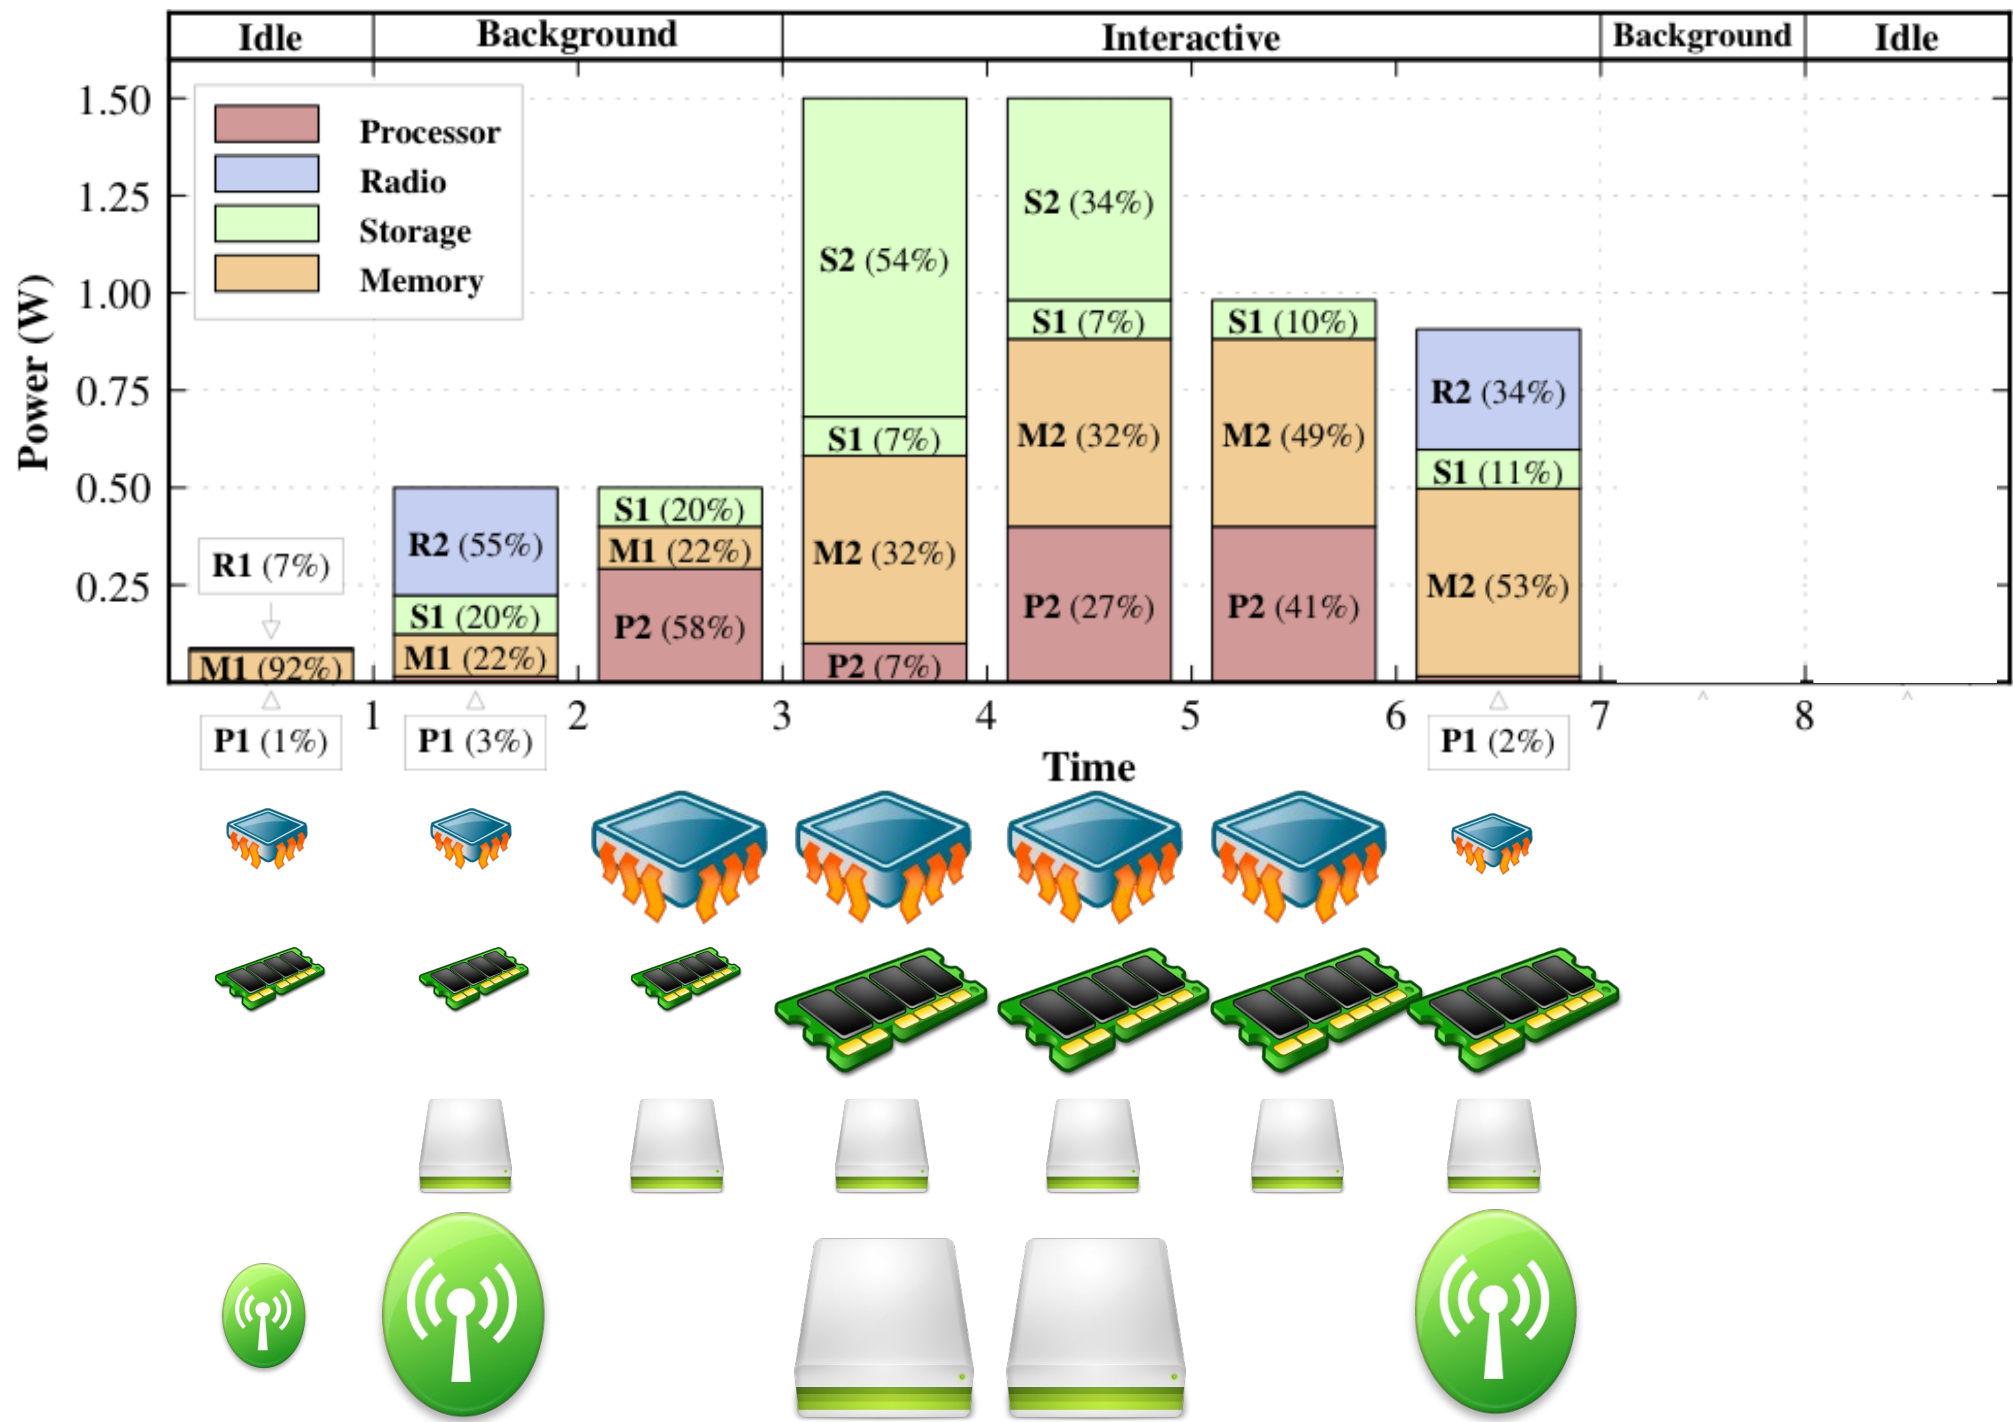 Idle Background Interactive Background Idle
1.50
1.25
1.00
0.75
0.50
0.25
Power (W)
Processor
Radio
Storage
Memory
R1 (7%)
M1 (92%)
P1 (1%)
R2 (55%)
S1 (20%)
M1 (22%)
P1 (3%)
S1 (20%)
M1 (22%)
P2 (58%)
S2 (54%)
S1 (7%)
M2 (32%)
P2 (7%)
S2 (34%)
S1 (7%)
M2 (32%)
P2 (27%)
S1 (10%)
M2 (49%)
P2 (41%)
R2 (34%)
S1 (11%)
M2 (53%)
P1 (2%)
1 2 3 4 5 6 7 8
Time